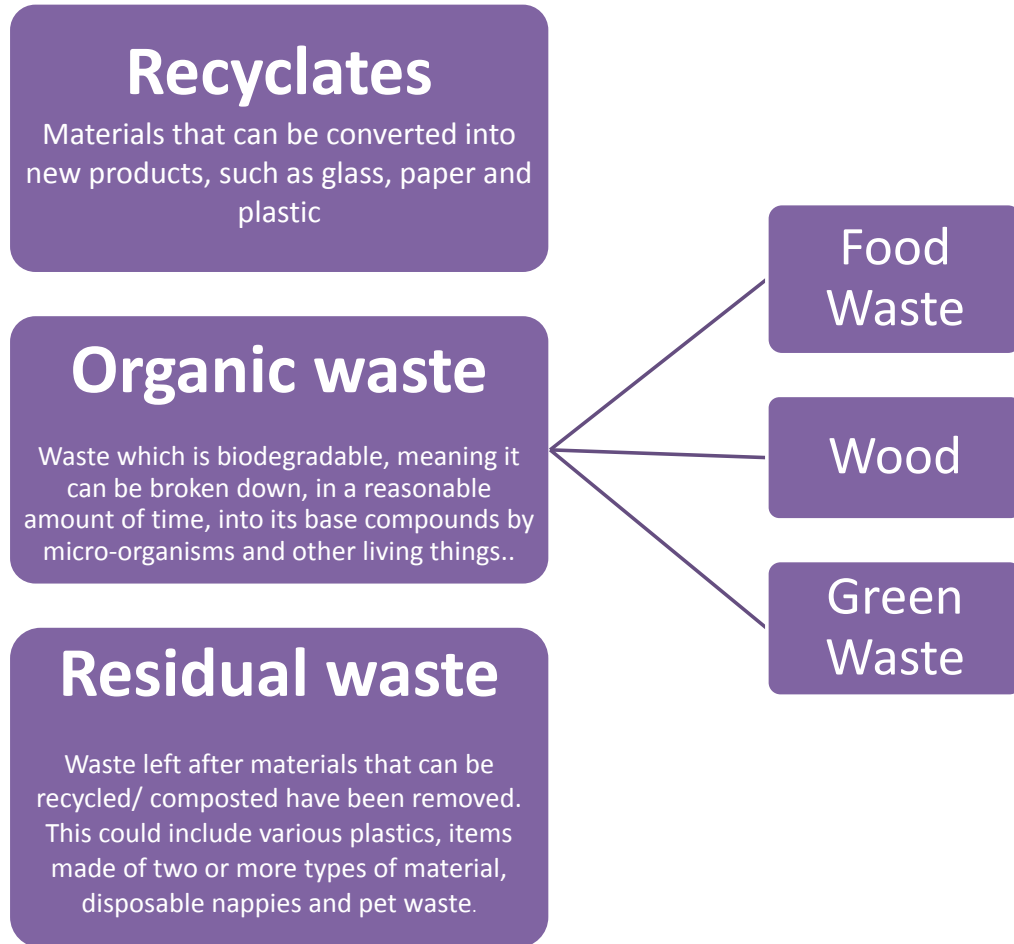 Recyclates
Materials that can be converted into
new products, such as glass, paper and
plastic
Organic waste
Waste which is biodegradable, meaning it
can be broken down, in a reasonable
amount of time, into its base compounds by
micro-organisms and other living things..
Food
Waste
Wood
Green
Waste
Residual waste
Waste left after materials that can be
recycled/ composted have been removed.
This could include various plastics, items
made of two or more types of material,
disposable nappies and pet waste.